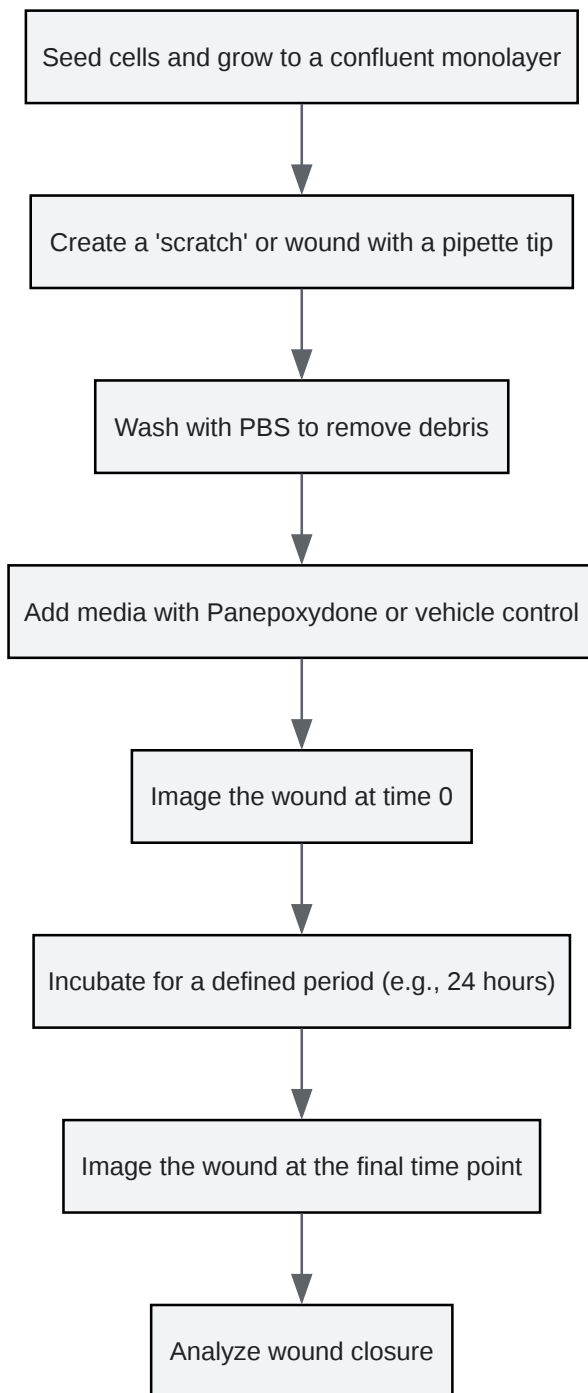 Seed cells and grow to a confluent monolayer
Create a 'scratch' or wound with a pipette tip
Wash with PBS to remove debris
Add media with Panepoxydone or vehicle control
Image the wound at time 0
Incubate for a defined period (e.g., 24 hours)
Image the wound at the final time point
Analyze wound closure